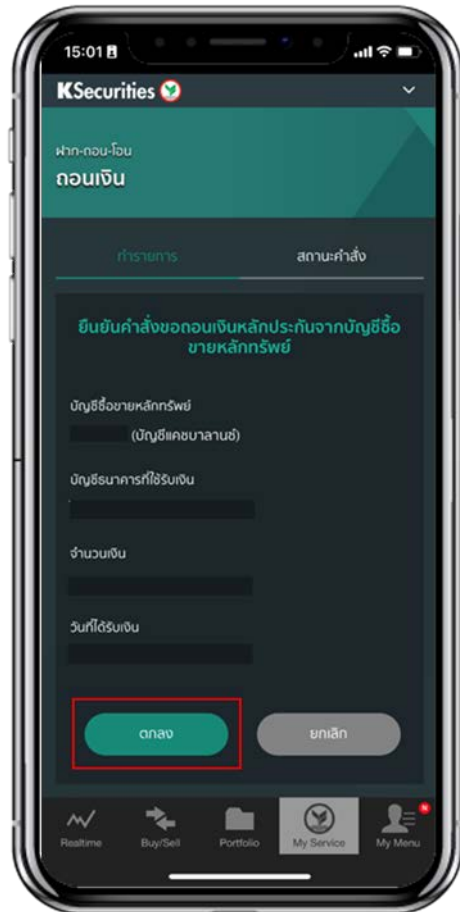 15:01
KSecurities
ฝาก-ถอน-โอน
ถอนเงิน
ทำรายการ
สถานะคำสั่ง
ยืนยันคำสั่งขอถอนเงินหลักประกันจากบัญชีซื้อ
ขายหลักทรัพย์
บัญชีซื้อขายหลักทรัพย์
(บัญชีแคชบาลานซ์)
บัญชีธนาคารที่ใช้รับเงิน
จำนวนเงิน
วันที่ได้รับเงิน
ตกลง
ยกเลิก
Realtime
Buy/Sell
Portfolio
My Service
My Menu
N